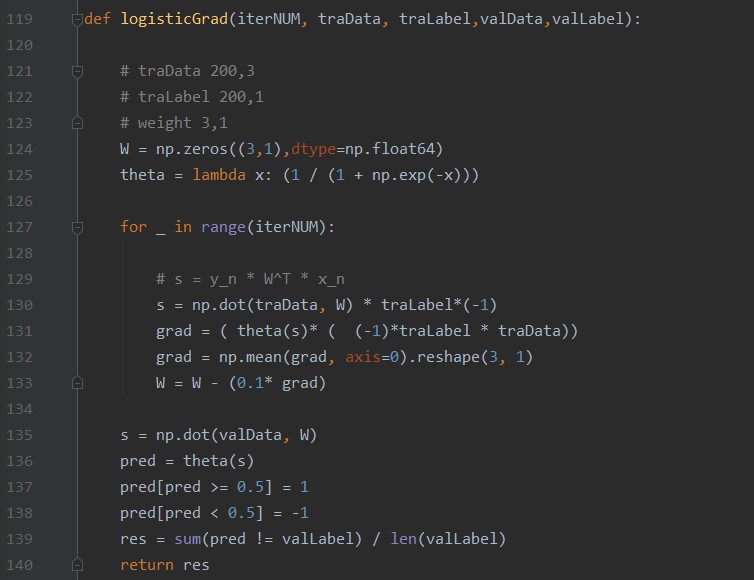 119 def logisticGrad(iterNUM, traData, traLabel,valData,valLabel):
120
121     # traData 200,3
122     # traLabel 200,1
123     # weight 3,1
124     W = np.zeros((3,1),dtype=np.float64)
125     theta = lambda x: (1 / (1 + np.exp(-x)))
126
127     for _ in range(iterNUM):
128
129         # s = y_n * W^T * x_n
130         s = np.dot(traData, W) * traLabel*(-1)
131         grad = ( theta(s)* (  (-1)*traLabel * traData))
132         grad = np.mean(grad, axis=0).reshape(3, 1)
133         W = W - (0.1* grad)
134
135     s = np.dot(valData, W)
136     pred = theta(s)
137     pred[pred >= 0.5] = 1
138     pred[pred < 0.5] = -1
139     res = sum(pred != valLabel) / len(valLabel)
140     return res